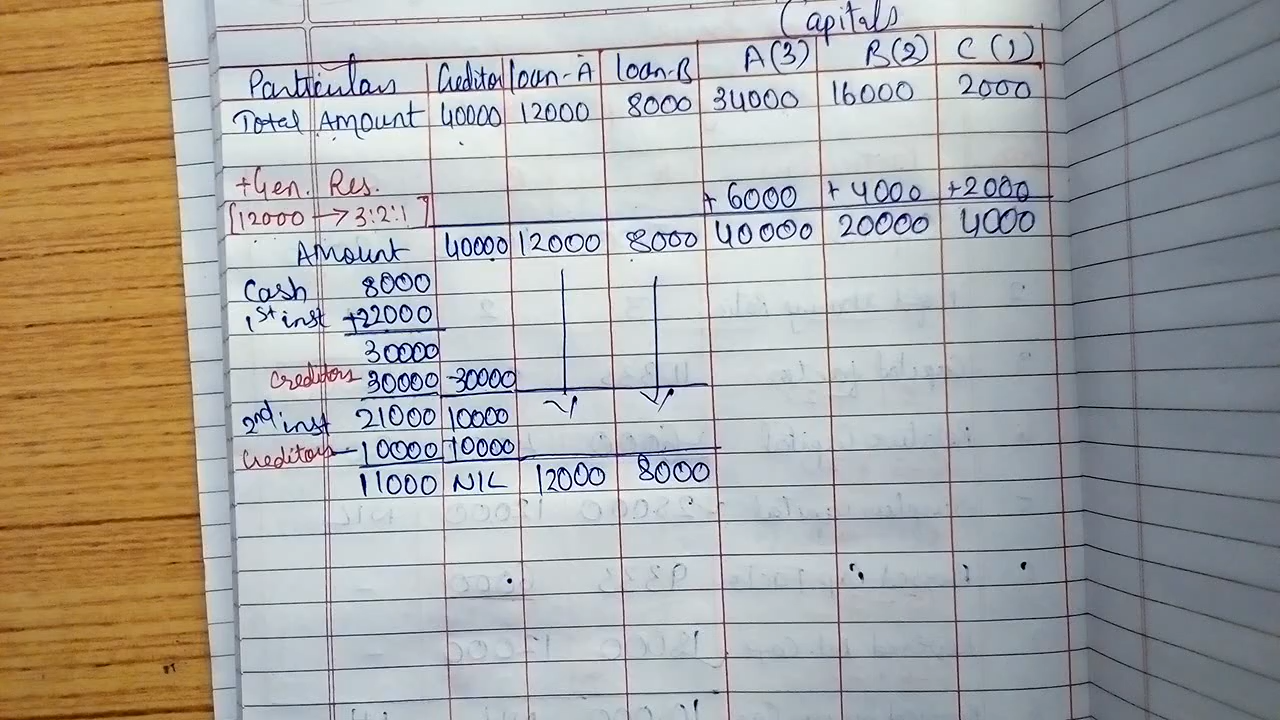 Capitals
Particulars Creditor loan-A loan-B A(3) B(2) C(1)
Total Amount 40000 12000 8000 34000 16000 2000
+Gen. Res. +6000 +4000 +2000
[12000 → 3:2:1]
Amount 40000 12000 8000 40000 20000 4000
Cash 8000
1st inst +22000
30000
Creditors 30000 -30000
2nd inst 21000 10000
Creditors - 10000 10000
11000 NIL 12000 8000